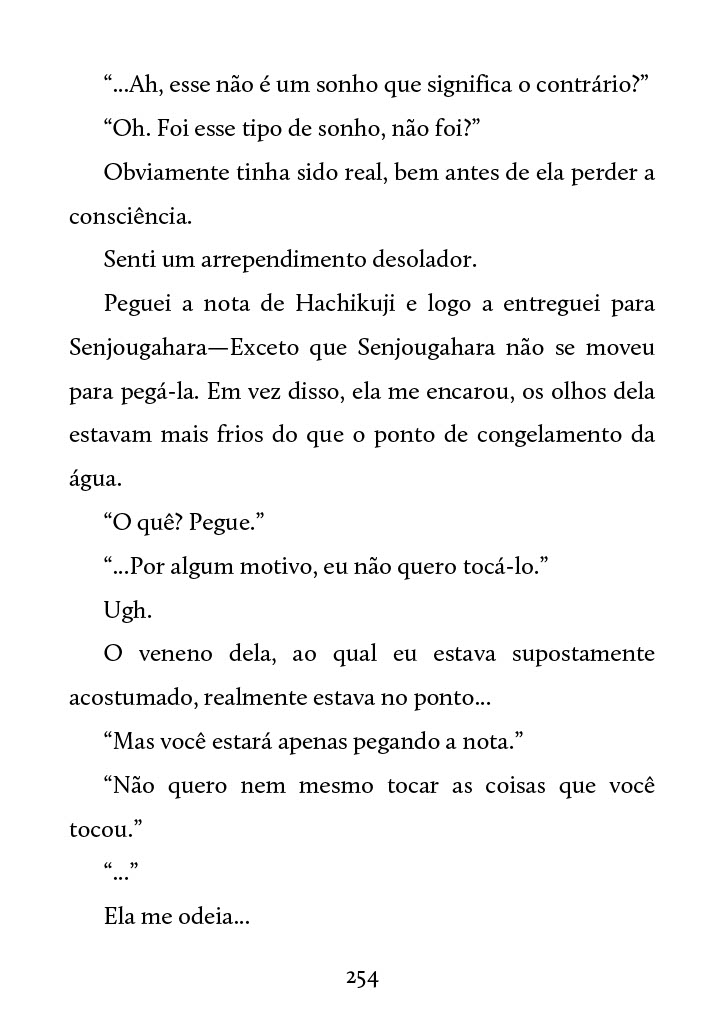 “...Ah, esse não é um sonho que significa o contrário?”
“Oh. Foi esse tipo de sonho, não foi?”
Obviamente tinha sido real, bem antes de ela perder a
consciência.
Senti um arrependimento desolador.
Peguei a nota de Hachikuji e logo a entreguei para
Senjougahara—Exceto que Senjougahara não se moveu
para pegá-la. Em vez disso, ela me encarou, os olhos dela
estavam mais frios do que o ponto de congelamento da
água.
“O quê? Pegue.”
“...Por algum motivo, eu não quero tocá-lo.”
Ugh.
O veneno dela, ao qual eu estava supostamente
acostumado, realmente estava no ponto...
“Mas você estará apenas pegando a nota.”
“Não quero nem mesmo tocar as coisas que você
tocou.”
“...”
Ela me odeia...
254